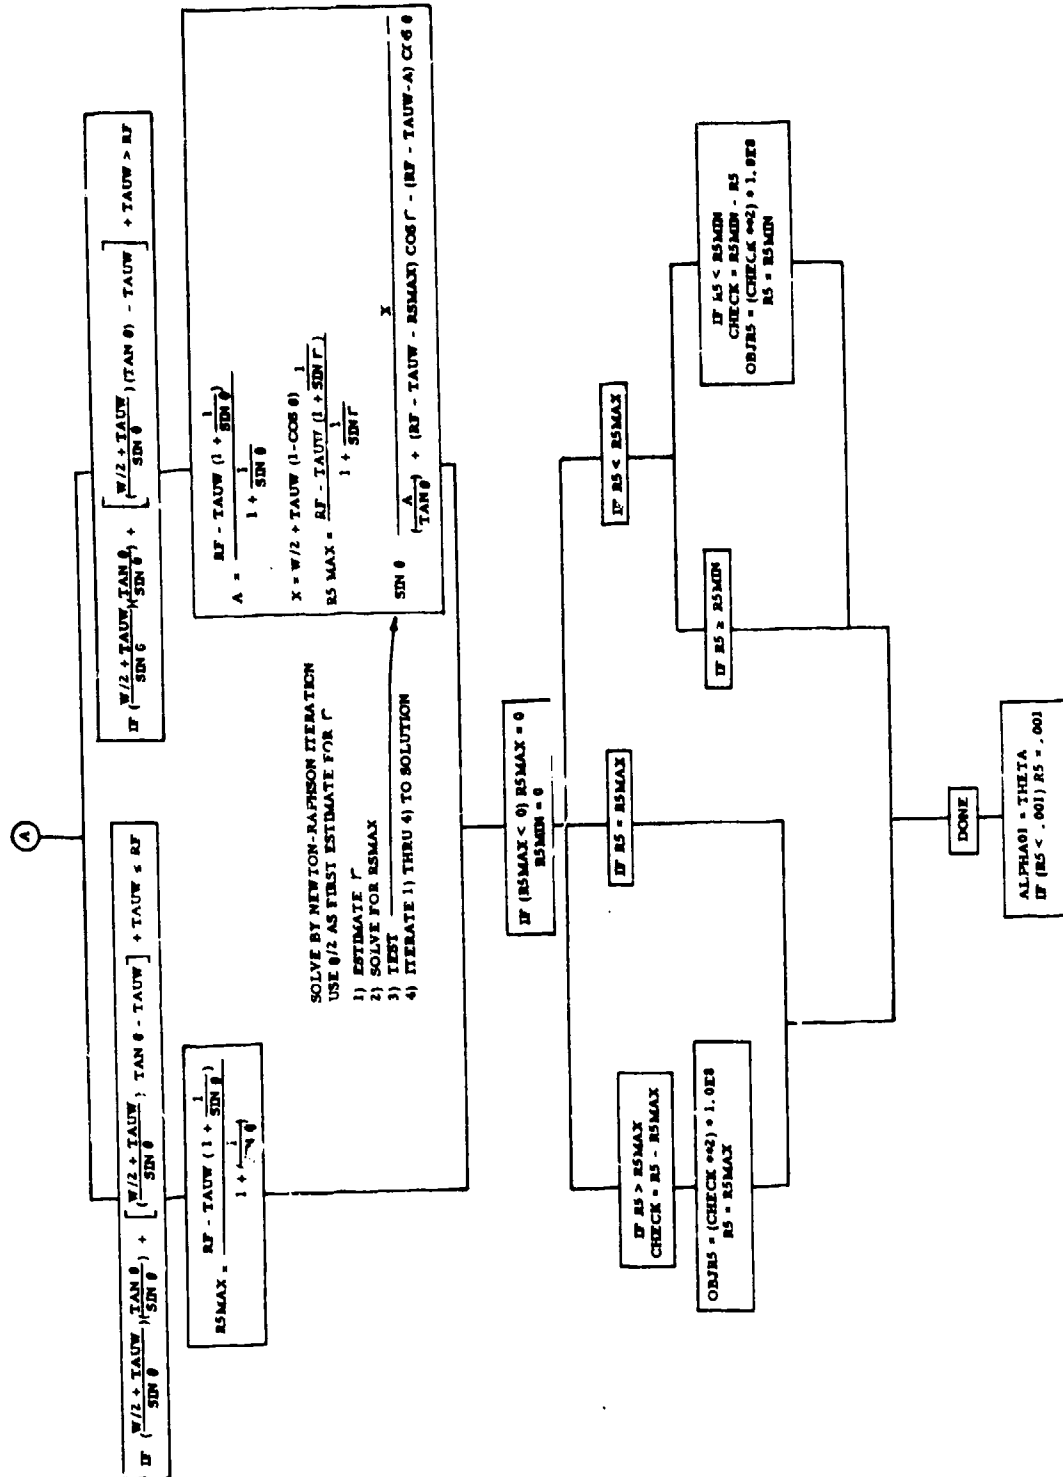 A
IF (W/2 + TAUW / SIN θ)(TAN θ / SIN θ) + [(W/2 + TAUW / SIN θ) TAN θ - TAUW] + TAUW ≤ RF
RSMAX = RF - TAUW (1 + 1 / SIN θ) / 1 + (1 / SIN θ)
IF (W/2 + TAUW / SIN G)(TAN θ / SIN θ) + [(W/2 + TAUW / SIN θ)(TAN θ) - TAUW] + TAUW > RF
A = RF - TAUW (1 + 1 / SIN θ) / 1 + 1 / SIN θ
X = W/2 + TAUW (1-COS θ)
R5 MAX = RF - TAUW (1 + 1 / SIN Γ) / 1 + 1 / SIN Γ
SIN θ X / (A / TAN θ) + (RF - TAUW - RSMAX) COS Γ - (RF - TAUW-A) COS θ
SOLVE BY NEWTON-RAPHSON ITERATION
USE θ/2 AS FIRST ESTIMATE FOR Γ
1) ESTIMATE Γ
2) SOLVE FOR RSMAX
3) TEST
4) ITERATE 1) THRU 4) TO SOLUTION
IF (R5MAX < 0) R5MAX = 0
R5MIN = 0
IF R5 > R5MAX
CHECK = R5 - R5MAX
OBJR5 = (CHECK **2) * 1.0E8
R5 = R5MAX
IF R5 = R5MAX
IF R5 < R5MAX
IF R5 ≥ R5MIN
IF R5 < R5MIN
CHECK = R5MIN - R5
OBJR5 = (CHECK **2) * 1.0E8
R5 = R5MIN
DONE
ALPHA01 = THETA
IF (R5 < .001) R5 = .001